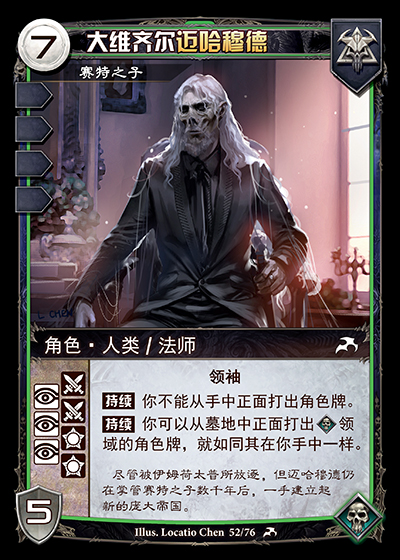 7
大维齐尔迈哈穆德
赛特之子
L CHEN
角色·人类/法师
领袖
持续 你不能从手中正面打出角色牌。
持续 你可以从墓地中正面打出 领
域的角色牌，就如同其在你手中一样。
尽管被伊姆荷太普所放逐，但迈哈穆德仍
在掌管赛特之子数千年后，一手建立起
新的庞大帝国。
5
Illus. Locatio Chen 52/76